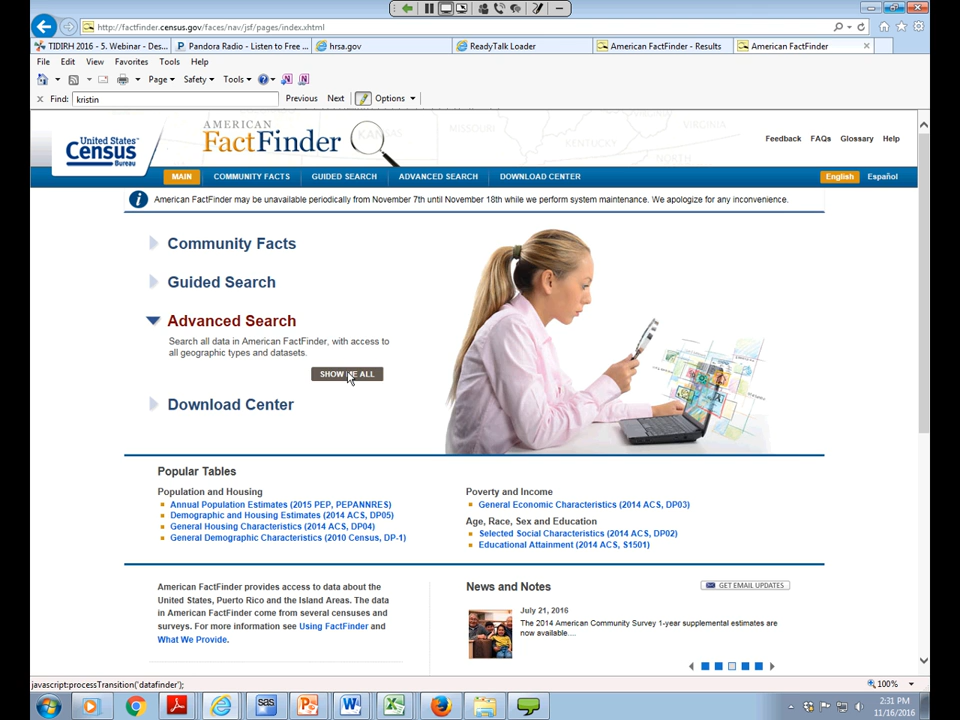 http://factfinder.census.gov/faces/nav/jsf/pages/index.xhtml
TIDIRH 2016 - 5. Webinar - Des...
Pandora Radio - Listen to Free ...
hrsa.gov
ReadyTalk Loader
American FactFinder - Results
American FactFinder
File Edit View Favorites Tools Help
Page Safety Tools
Find: kristin
Previous Next Options
United States
Census
Bureau
AMERICAN
FactFinder
KANSAS
MISSOURI
KENTUCKY
VIRGINIA
Feedback FAQs Glossary Help
MAIN COMMUNITY FACTS GUIDED SEARCH ADVANCED SEARCH DOWNLOAD CENTER
English Español
American FactFinder may be unavailable periodically from November 7th until November 18th while we perform system maintenance. We apologize for any inconvenience.
Community Facts
Guided Search
Advanced Search
Search all data in American FactFinder, with access to
all geographic types and datasets.
SHOW ME ALL
Download Center
Popular Tables
Population and Housing
Annual Population Estimates (2015 PEP, PEPANNRES)
Demographic and Housing Estimates (2014 ACS, DP05)
General Housing Characteristics (2014 ACS, DP04)
General Demographic Characteristics (2010 Census, DP-1)
Poverty and Income
General Economic Characteristics (2014 ACS, DP03)
Age, Race, Sex and Education
Selected Social Characteristics (2014 ACS, DP02)
Educational Attainment (2014 ACS, S1501)
American FactFinder provides access to data about the
United States, Puerto Rico and the Island Areas. The data
in American FactFinder come from several censuses and
surveys. For more information see Using FactFinder and
What We Provide.
News and Notes
GET EMAIL UPDATES
July 21, 2016
The 2014 American Community Survey 1-year supplemental estimates are
now available....
javascript:processTransition('datafinder');
100%
sas
2:31 PM
11/16/2016